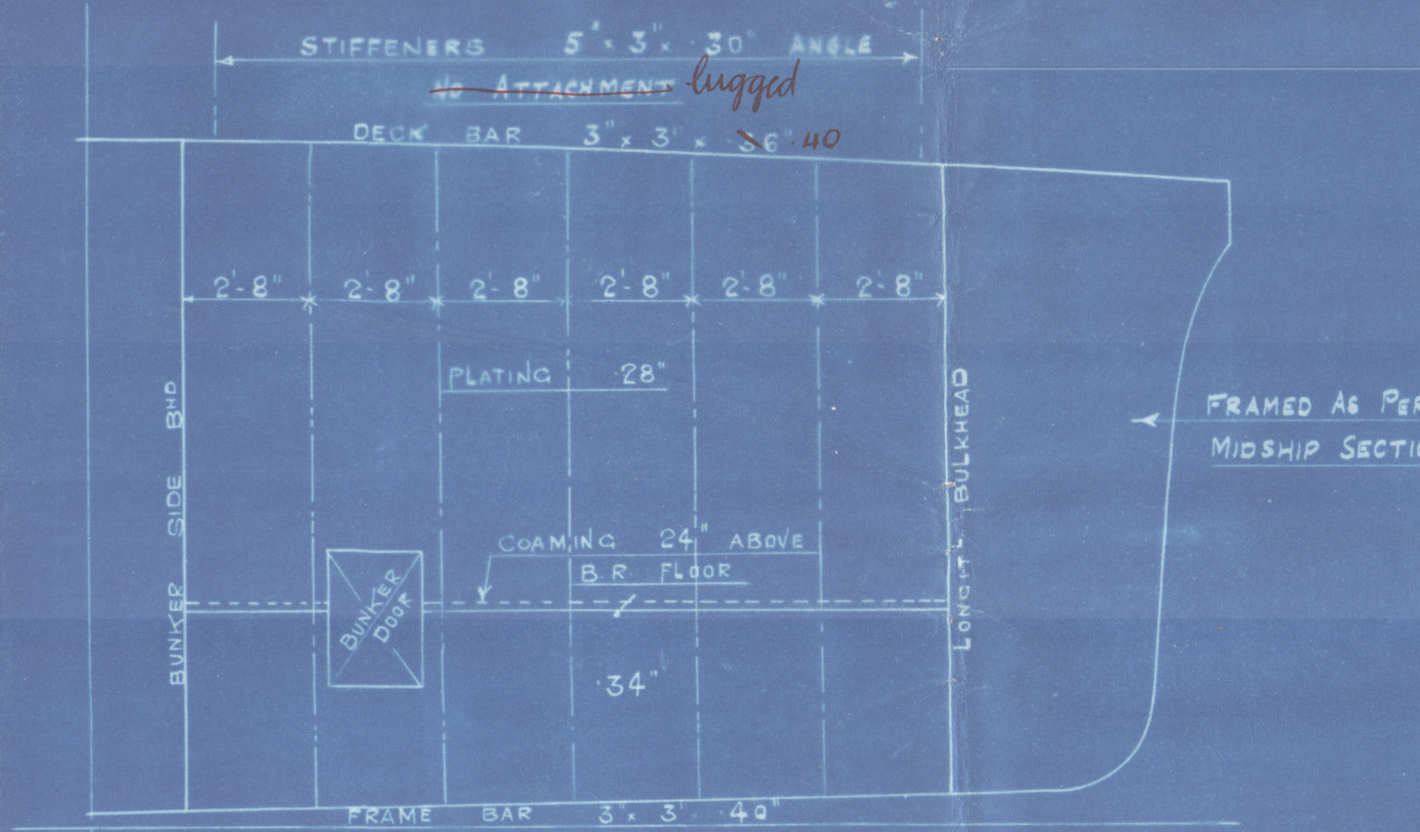 STIFFENERS 5" × 3" × ·30" ANGLE
NO ATTACHMENT lugged
DECK BAR 3" × 3" × ·36" ·40
2'-8" 2'-8" 2'-8" 2'-8" 2'-8" 2'-8"
PLATING ·28"
BUNKER SIDE BHD
LONGITL BULKHEAD
FRAMED AS PER
MIDSHIP SECTI
COAMING 24" ABOVE
B.R. FLOOR
BUNKER
DOOR
·34"
FRAME BAR 3" × 3" ·40"